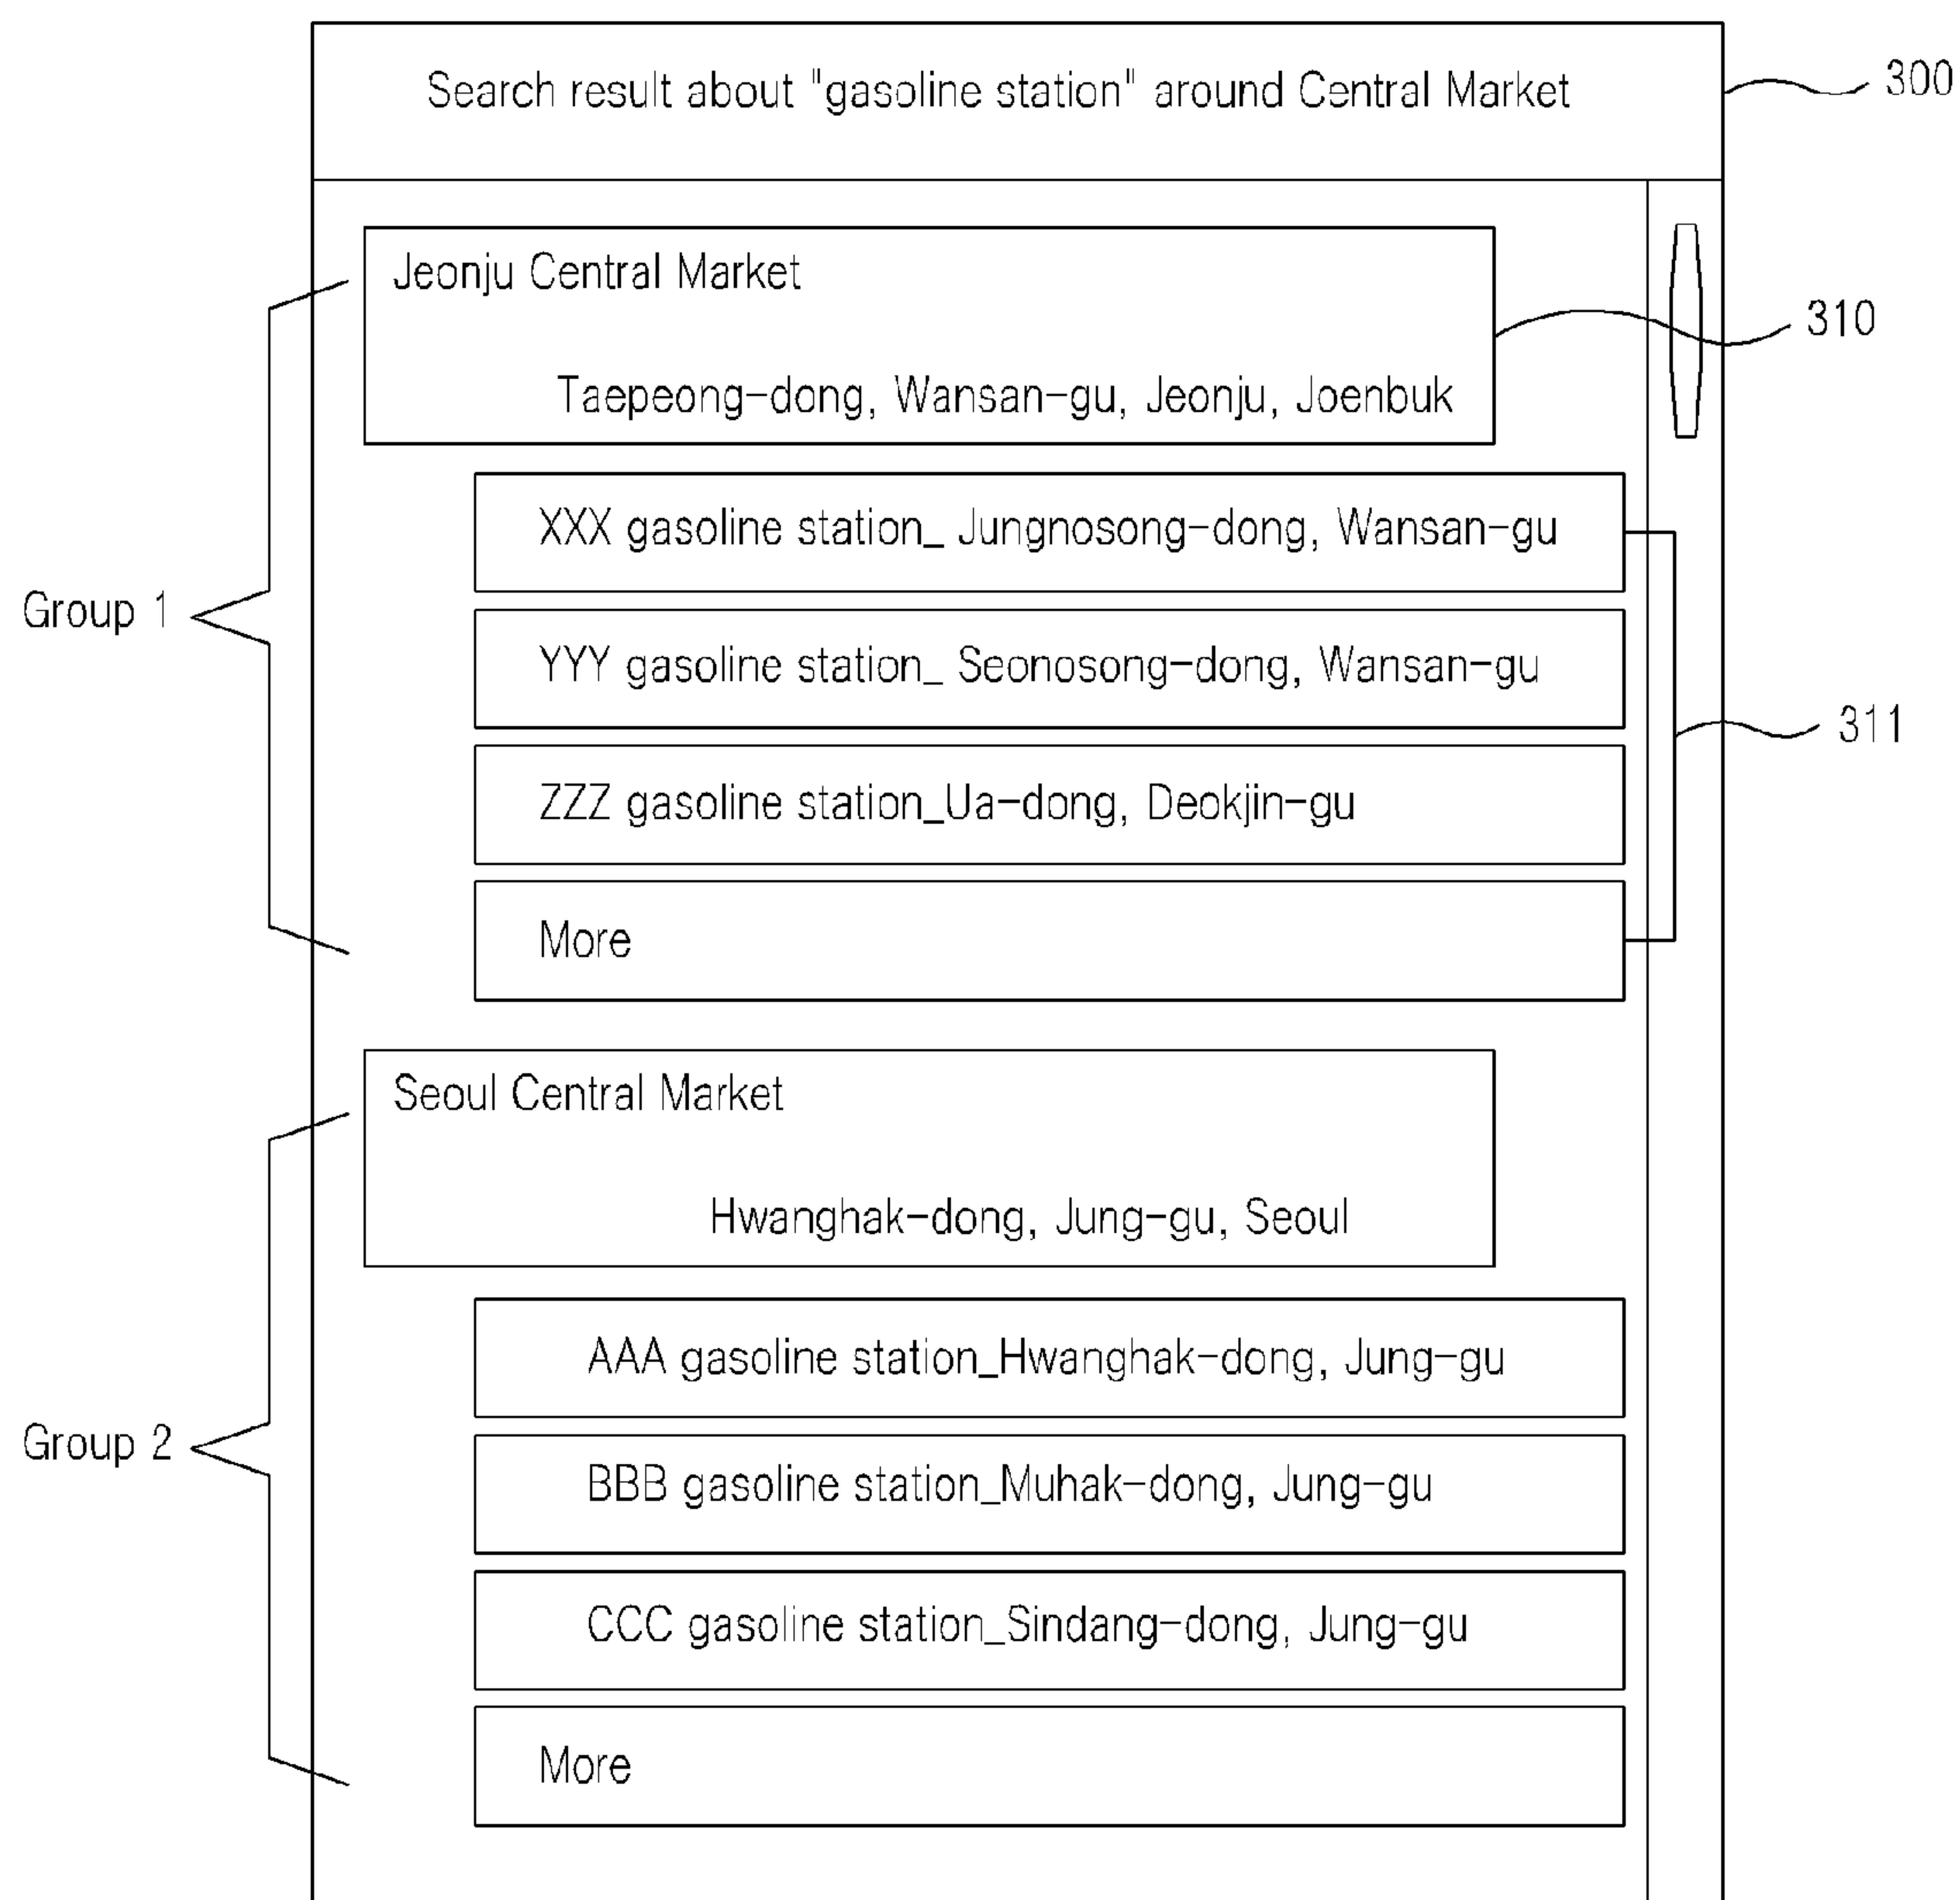 Search result about "gasoline station" around Central Market
300
Jeonju Central Market
310
Taepeong-dong, Wansan-gu, Jeonju, Joenbuk
XXX gasoline station_ Jungnosong-dong, Wansan-gu
Group 1
YYY gasoline station_ Seonosong-dong, Wansan-gu
311
ZZZ gasoline station_Ua-dong, Deokjin-gu
More
Seoul Central Market
Hwanghak-dong, Jung-gu, Seoul
AAA gasoline station_Hwanghak-dong, Jung-gu
Group 2
BBB gasoline station_Muhak-dong, Jung-gu
CCC gasoline station_Sindang-dong, Jung-gu
More